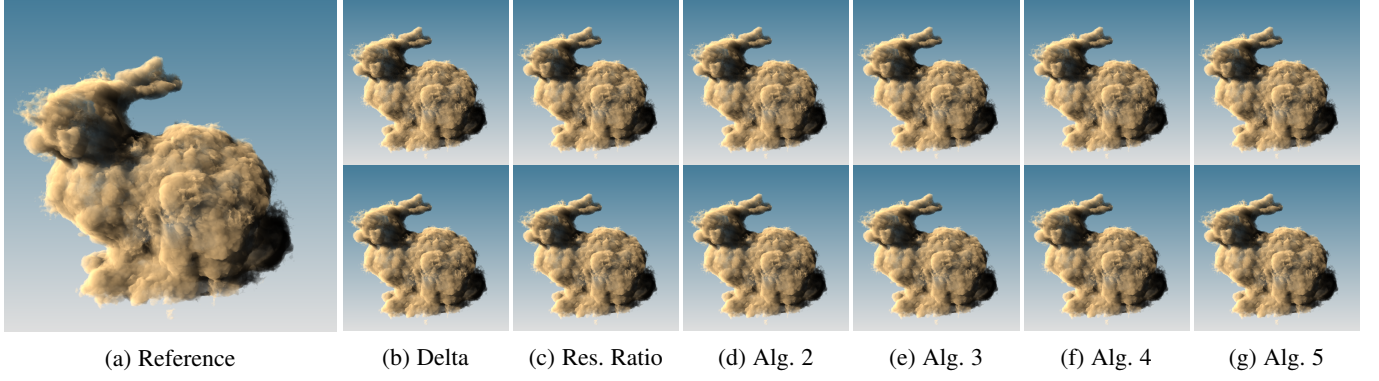 (a) Reference
(b) Delta
(c) Res. Ratio
(d) Alg. 2
(e) Alg. 3
(f) Alg. 4
(g) Alg. 5